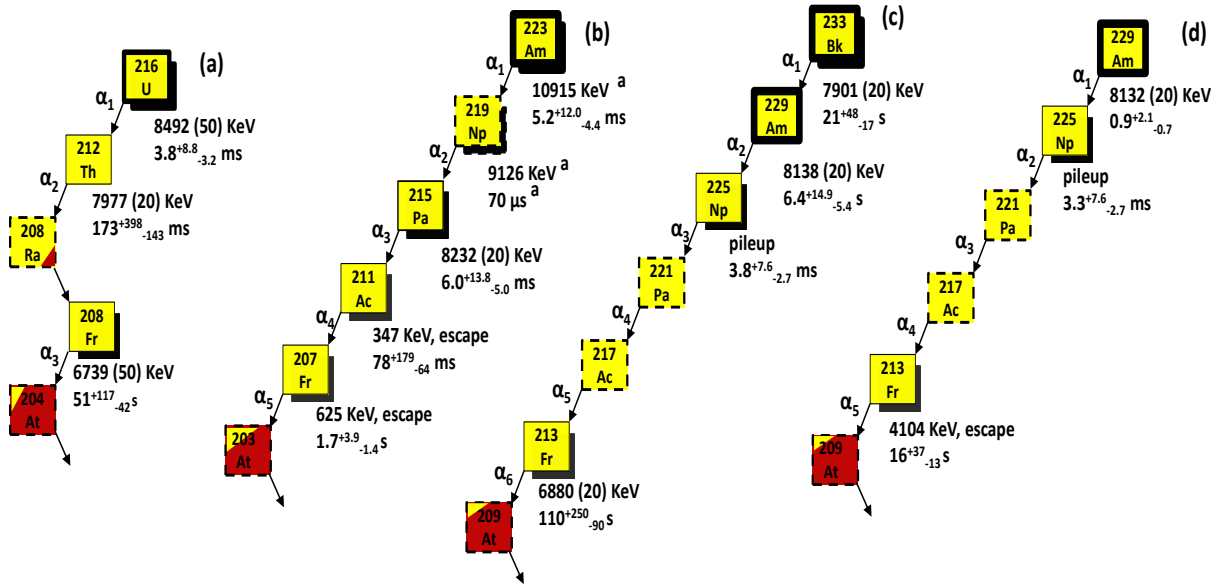 (a)
216
U
α1
8492 (50) KeV
3.8+8.8-3.2 ms
212
Th
α2
7977 (20) KeV
173+398-143 ms
208
Ra
208
Fr
α3
6739 (50) KeV
51+117-42 s
204
At
(b)
223
Am
α1
10915 KeV a
5.2+12.0-4.4 ms
219
Np
α2
9126 KeV a
70 μs a
215
Pa
α3
8232 (20) KeV
6.0+13.8-5.0 ms
211
Ac
α4
347 KeV, escape
78+179-64 ms
207
Fr
α5
625 KeV, escape
1.7+3.9-1.4 s
203
At
(c)
233
Bk
α1
7901 (20) KeV
21+48-17 s
229
Am
α2
8138 (20) KeV
6.4+14.9-5.4 s
225
Np
α3
pileup
3.8+7.6-2.7 ms
221
Pa
α4
217
Ac
α5
213
Fr
α6
6880 (20) KeV
110+250-90 s
209
At
(d)
229
Am
α1
8132 (20) KeV
0.9+2.1-0.7
225
Np
α2
pileup
3.3+7.6-2.7 ms
221
Pa
α3
217
Ac
α4
213
Fr
α5
4104 KeV, escape
16+37-13 s
209
At